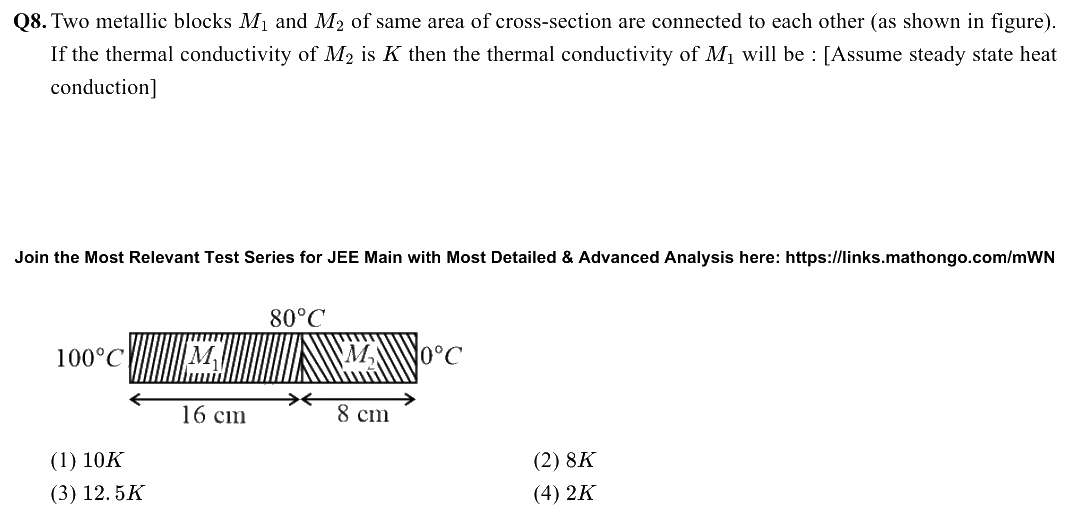 Q8. Two metallic blocks M₁ and M₂ of same area of cross-section are connected to each other (as shown in figure).
If the thermal conductivity of M₂ is K then the thermal conductivity of M₁ will be : [Assume steady state heat
conduction]
Join the Most Relevant Test Series for JEE Main with Most Detailed & Advanced Analysis here: https://links.mathongo.com/mWN
80°C
100°C M₁ M₂ 0°C
16 cm 8 cm
(1) 10K (2) 8K
(3) 12. 5K (4) 2K